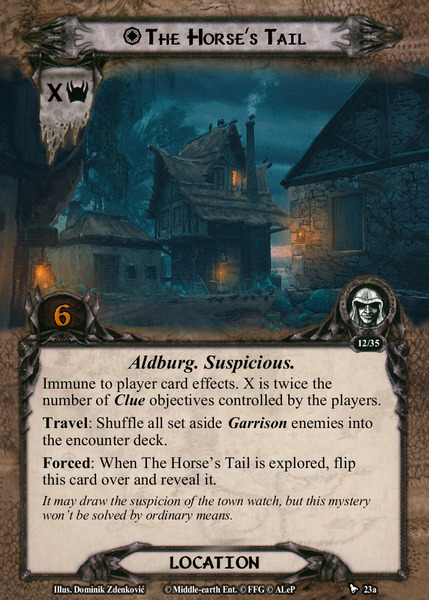 THE HORSE'S TAIL
X
6
12/35
Aldburg. Suspicious.
Immune to player card effects. X is twice the
number of Clue objectives controlled by the players.
Travel: Shuffle all set aside Garrison enemies into
the encounter deck.
Forced: When The Horse's Tail is explored, flip
this card over and reveal it.
It may draw the suspicion of the town watch, but this mystery
won't be solved by ordinary means.
LOCATION
Illus. Dominik Zdenković © Middle-earth Ent. © FFG © ALeP 23a